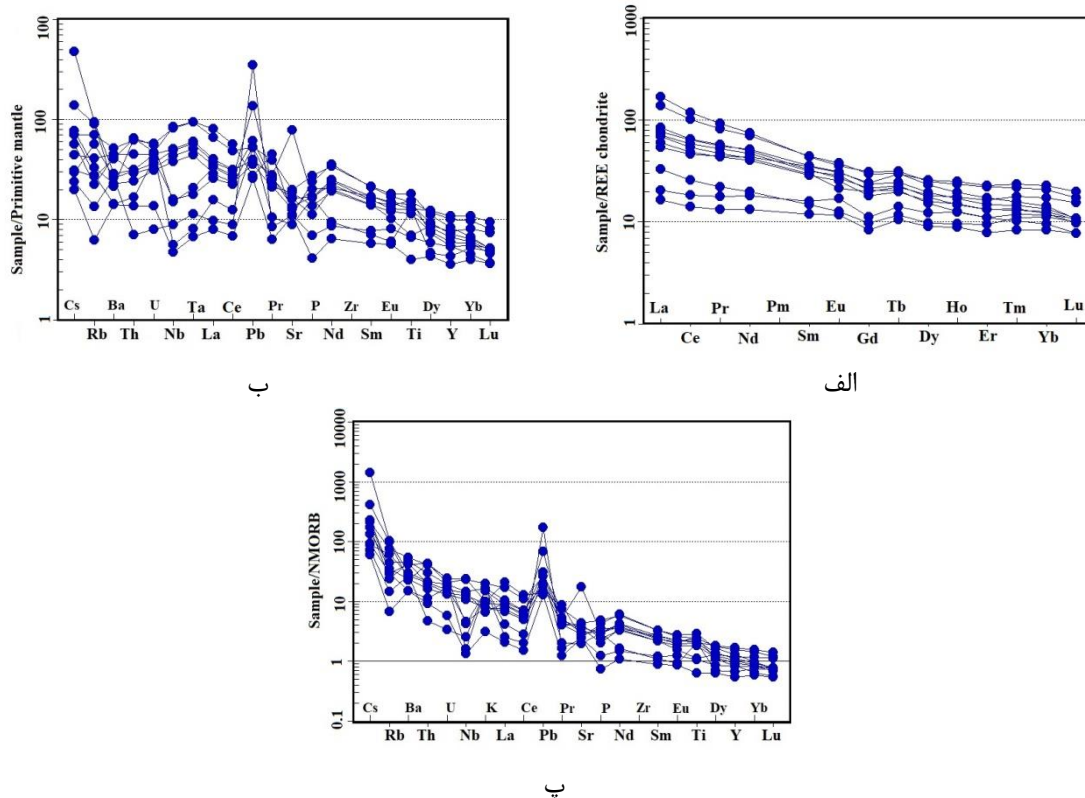 Sample/Primitive mantle
100
100
10
1
Cs Ba U Ta Ce Pr P Zr Eu Dy Yb
Rb Th Nb La Pb Sr Nd Sm Ti Y Lu
ب
Sample/REE chondrite
1000
100
10
1
La Pr Pm Eu Tb Ho Tm Lu
Ce Nd Sm Gd Dy Er Yb
الف
Sample/NMORB
10000
1000
100
10
1
0.1
Cs Ba U K Ce Pr P Zr Eu Dy Yb
Rb Th Nb La Pb Sr Nd Sm Ti Y Lu
پ